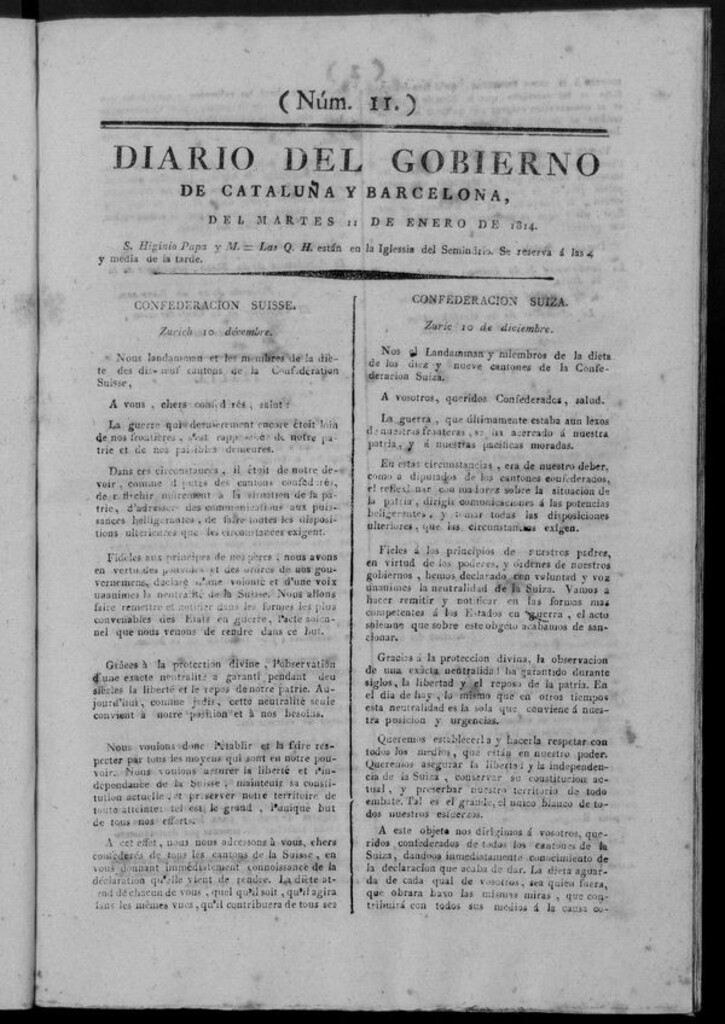 ( Núm. 11. )
DIARIO DEL GOBIERNO
DE CATALUÑA Y BARCELONA,
DEL MARTES 11 DE ENERO DE 1814.
S. Higinio Papa y M. = Las Q. H. están en la Iglesia del Seminario. Se reserva á las 4
y media de la tarde.
CONFEDERACION SUISSE.
Zurich 10 décembre.
Nous landamman et les membres de la diè-
te des dix-neuf cantons de la Confédération
Suisse,
A vous, chers confédérés, salut:
La guerre qui dernierement encore étoit loin
de nos frontières, s'est rapprochée de notre pa-
trie et de nos paisibles demeures.
Dans ces circonstances, il étoit de notre de-
voir, comme députés des cantons confédérés,
de réfléchir mûrement à la situation de la pa-
trie, d'adresser des communications aux puis-
sances belligerantes, de faire toutes les disposi-
tions ultérieures que les circonstances exigent.
Fidèles aux principes de nos pères, nous avons
en vertu des pouvoirs et des ordres de nos gou-
vernemens, déclaré d'une volonté et d'une voix
unanimes la neutralité de la Suisse. Nous allons
faire remettre et notifier dans les formes les plus
convenables des Etats en guerre, l'acte solen-
nel que nous venons de rendre dans ce but.
Grâces à la protection divine, l'observation
d'une exacte neutralité a garanti pendant des
siècles la liberté et le repos de notre patrie. Au-
jourd'hui, comme jadis, cette neutralité seule
convient à notre position et à nos besoins.
Nous voulons donc l'établir et la faire res-
pecter par tous les moyens qui sont en notre pou-
voir. Nous voulons assurer la liberté et l'in-
dépendance de la Suisse, maintenir sa consti-
tution actuelle, et préserver notre territoire de
toute atteinte: tel est le grand, l'unique but
de tous nos efforts.
A cet effet, nous nous adressons à vous, chers
confédérés de tous les cantons de la Suisse, en
vous donnant immédiatement connoissance de la
déclaration qu'elle vient de rendre. La diète at-
tend de chacun de vous, quel qu'il soit, qu'il agira
dans les mêmes vues, qu'il contribuera de tous ses
CONFEDERACION SUIZA.
Zuric 10 de diciembre.
Nos el Landamman y miembros de la dieta
de los diez y nueve cantones de la Confe-
deracion Suiza.
A vosotros, queridos Confederados, salud.
La guerra, que últimamente estaba aun lexos
de nuestras fronteras, se ha acercado á nuestra
patria, y á nuestras pacíficas moradas.
En estas circunstancias, era de nuestro deber,
como á diputados de los cantones confederados,
el reflexionar con madurez sobre la situación de
la patria, dirigir comunicaciones á las potencias
beligerantes, y tomar todas las disposiciones
ulteriores, que las circunstancias exigen.
Fieles á los principios de nuestros padres,
en virtud de los poderes, y órdenes de nuestros
gobiernos, hemos declarado con voluntad y voz
unanimes la neutralidad de la Suiza. Vamos a
hacer remitir y notificar en las formas mas
competentes á los Estados en guerra, el acto
solemne que sobre este obgeto acabamos de san-
cionar.
Gracias á la proteccion divina, la observacion
de una exâcta neutralidad ha garantido durante
siglos, la libertad y el reposo de la patria. En
el dia de hoy, lo mismo que en otros tiempos
esta neutralidad es la sola que conviene á nues-
tra posicion y urgencias.
Queremos establecerla y hacerla respetar con
todos los medios, que están en nuestro poder.
Queremos asegurar la libertad y la independen-
cia de la Suiza, conservar su constitucion ac-
tual, y preserbar nuestro territorio de todo
embate. Tal es el grande, el unico blanco de to-
dos nuestros esfuerzos.
A este objeto nos dirigimos á vosotros, que-
ridos confederados de todos los cantones de la
Suiza, dandoos inmediatamente conocimiento de
la declaracion que acaba de dar. La dieta aguar-
da de cada qual de vosotros, sea quien fuera,
que obrara baxo las mismas miras, que con-
tribuirá con todos sus medios á la causa co-